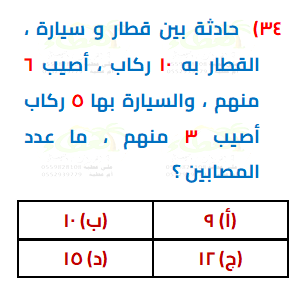 ٣٤) حادثة بين قطار و سيارة ،
القطار به ١٠ ركاب ، أصيب ٦
منهم ، والسيارة بها ٥ ركاب
أصيب ٣ منهم ، ما عدد
المصابين ؟
(أ) ٩
(ب) ١٠
(ج) ١٢
(د) ١٥